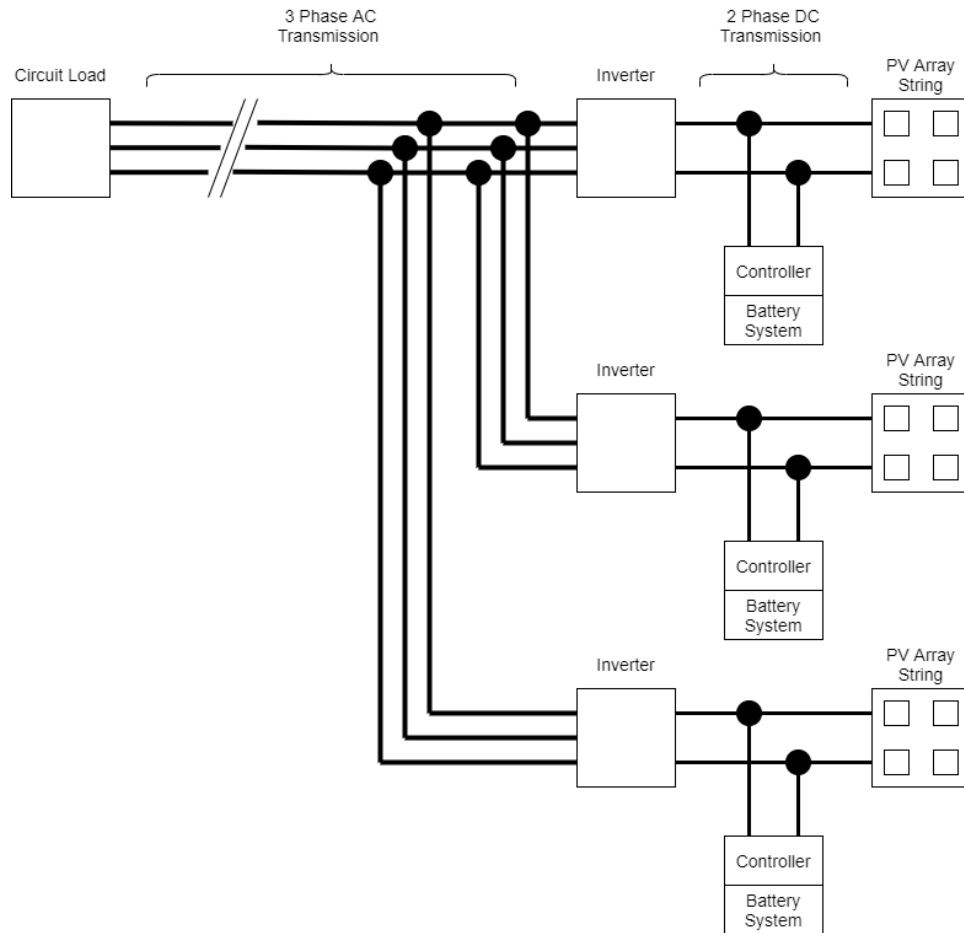 3 Phase AC
Transmission
2 Phase DC
Transmission
Circuit Load
Inverter
PV Array
String
Controller
Battery
System
Inverter
PV Array
String
Controller
Battery
System
Inverter
PV Array
String
Controller
Battery
System